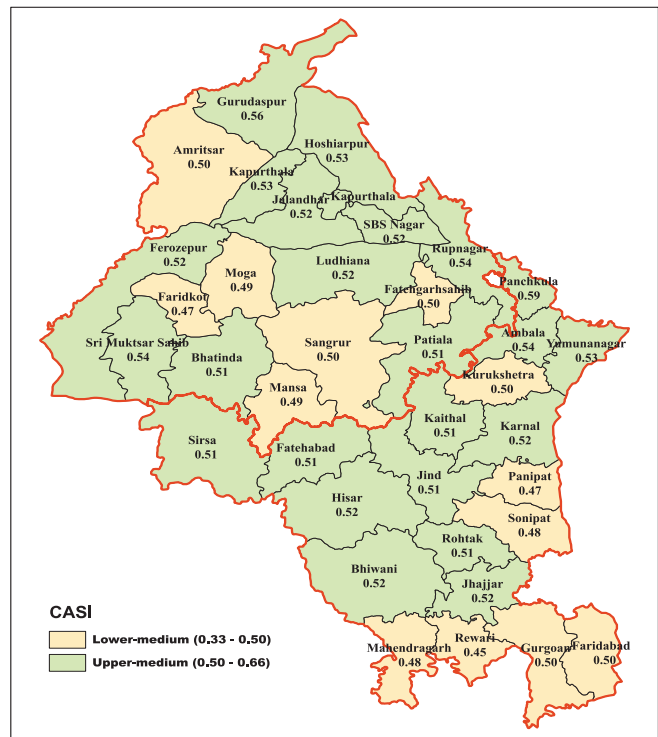 Gurudaspur
0.56
Amritsar
0.50
Hoshiarpur
0.53
Kapurthala
0.53
Jalandhar
0.52
Kapurthala
SBS Nagar
0.52
Ferozepur
0.52
Moga
0.49
Ludhiana
0.52
Rupnagar
0.54
Faridkot
0.47
Fatchgarhsahib
0.50
Panchkula
0.59
Sri Muktsar Sahib
0.54
Bhatinda
0.51
Sangrur
0.50
Patiala
0.51
Ambala
0.54
Yamunanagar
0.53
Mansa
0.49
Kurukshetra
0.50
Kaithal
0.51
Karnal
0.52
Sirsa
0.51
Fatehabad
0.51
Jind
0.51
Panipat
0.47
Hisar
0.52
Sonipat
0.48
Rohtak
0.51
Bhiwani
0.52
Jhajjar
0.52
Mahendragarh
0.48
Rewari
0.45
Gurgoan
0.50
Faridabad
0.50
CASI
Lower-medium (0.33 - 0.50)
Upper-medium (0.50 - 0.66)